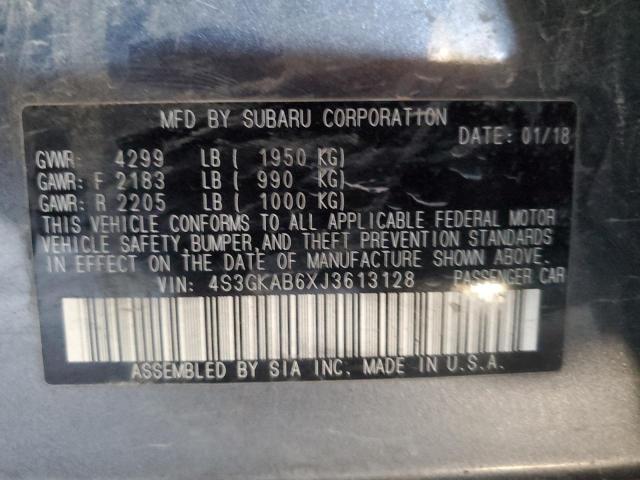 MFD BY SUBARU CORPORATION
DATE: 01/18
GVWR: 4299 LB ( 1950 KG)
GAWR: F 2183 LB ( 990 KG)
GAWR: R 2205 LB ( 1000 KG)
THIS VEHICLE CONFORMS TO ALL APPLICABLE FEDERAL MOTOR
VEHICLE SAFETY, BUMPER, AND THEFT PREVENTION STANDARDS
IN EFFECT ON THE DATE OF MANUFACTURE SHOWN ABOVE.
VIN: 4S3GKAB6XJ3613128 PASSENGER CAR
ASSEMBLED BY SIA INC. MADE IN U.S.A.